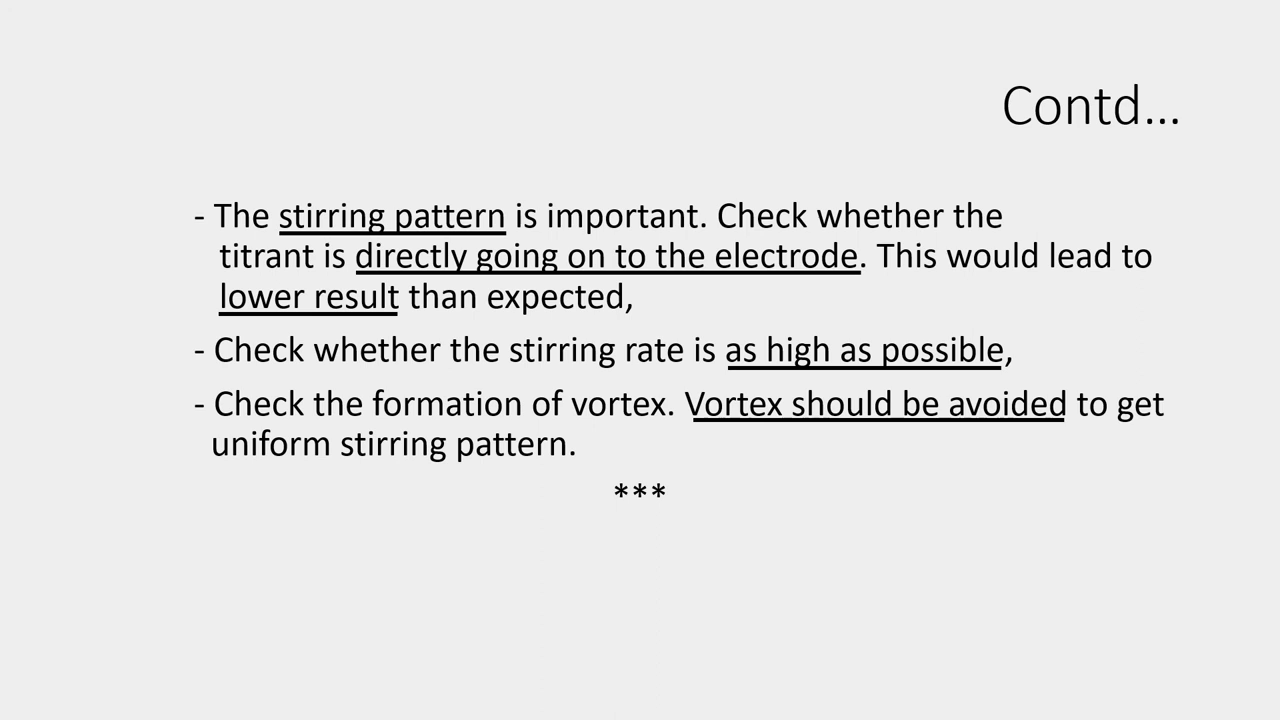 Contd...
- The stirring pattern is important. Check whether the
titrant is directly going on to the electrode. This would lead to
lower result than expected,
- Check whether the stirring rate is as high as possible,
- Check the formation of vortex. Vortex should be avoided to get
uniform stirring pattern.
***